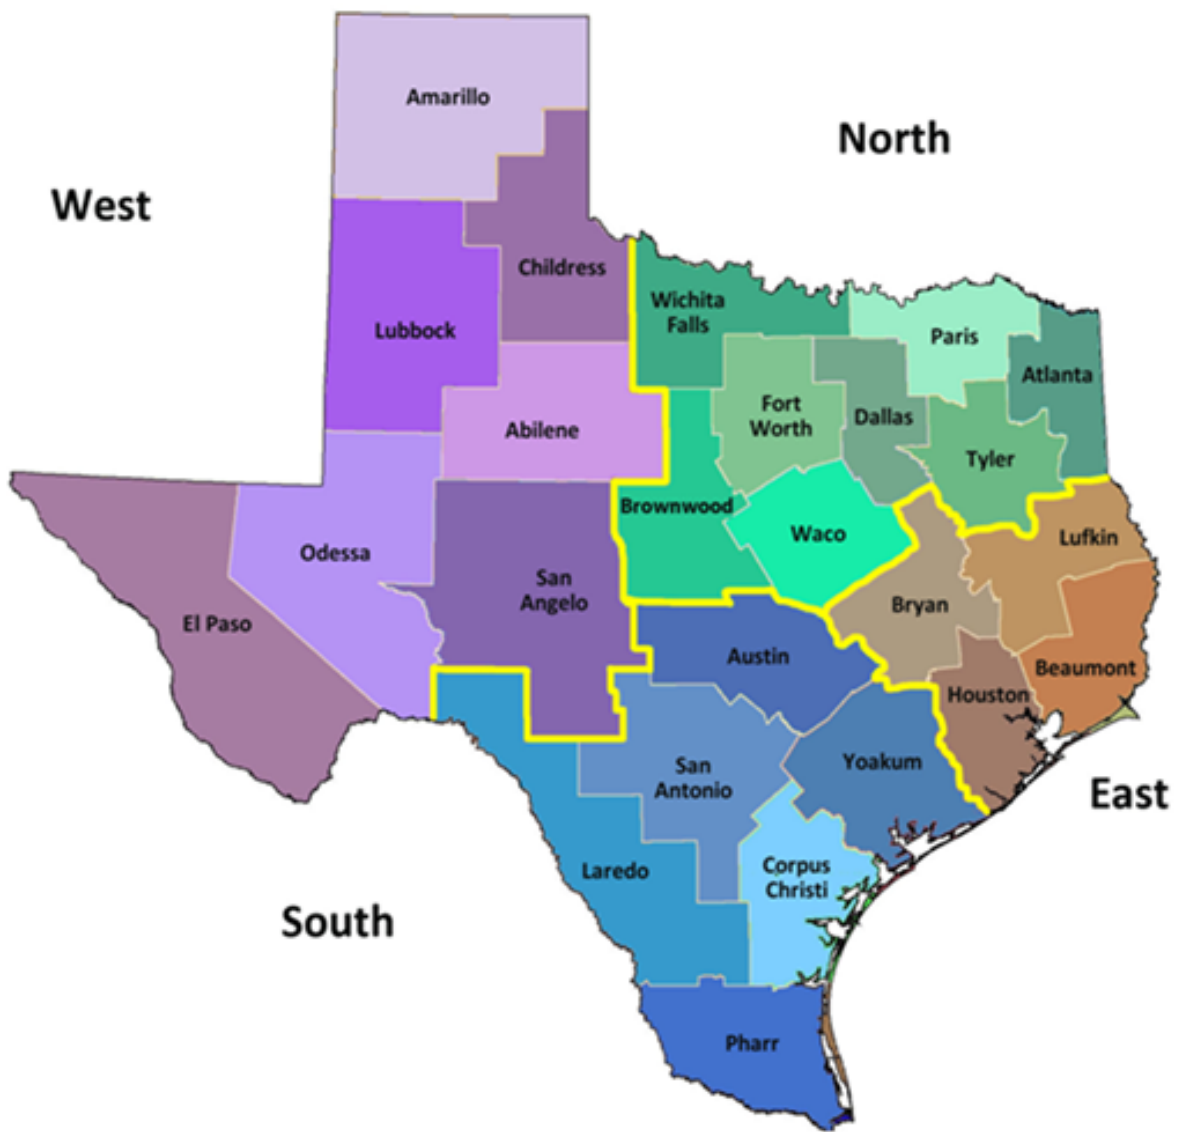 Amarillo
North
West
Childress
Wichita
Falls
Lubbock
Paris
Atlanta
Abilene
Fort
Worth
Dallas
Tyler
Brownwood
Waco
Lufkin
Odessa
San
Angelo
Bryan
El Paso
Austin
Beaumont
Houston
San
Antonio
Yoakum
East
Laredo
Corpus
Christi
South
Pharr